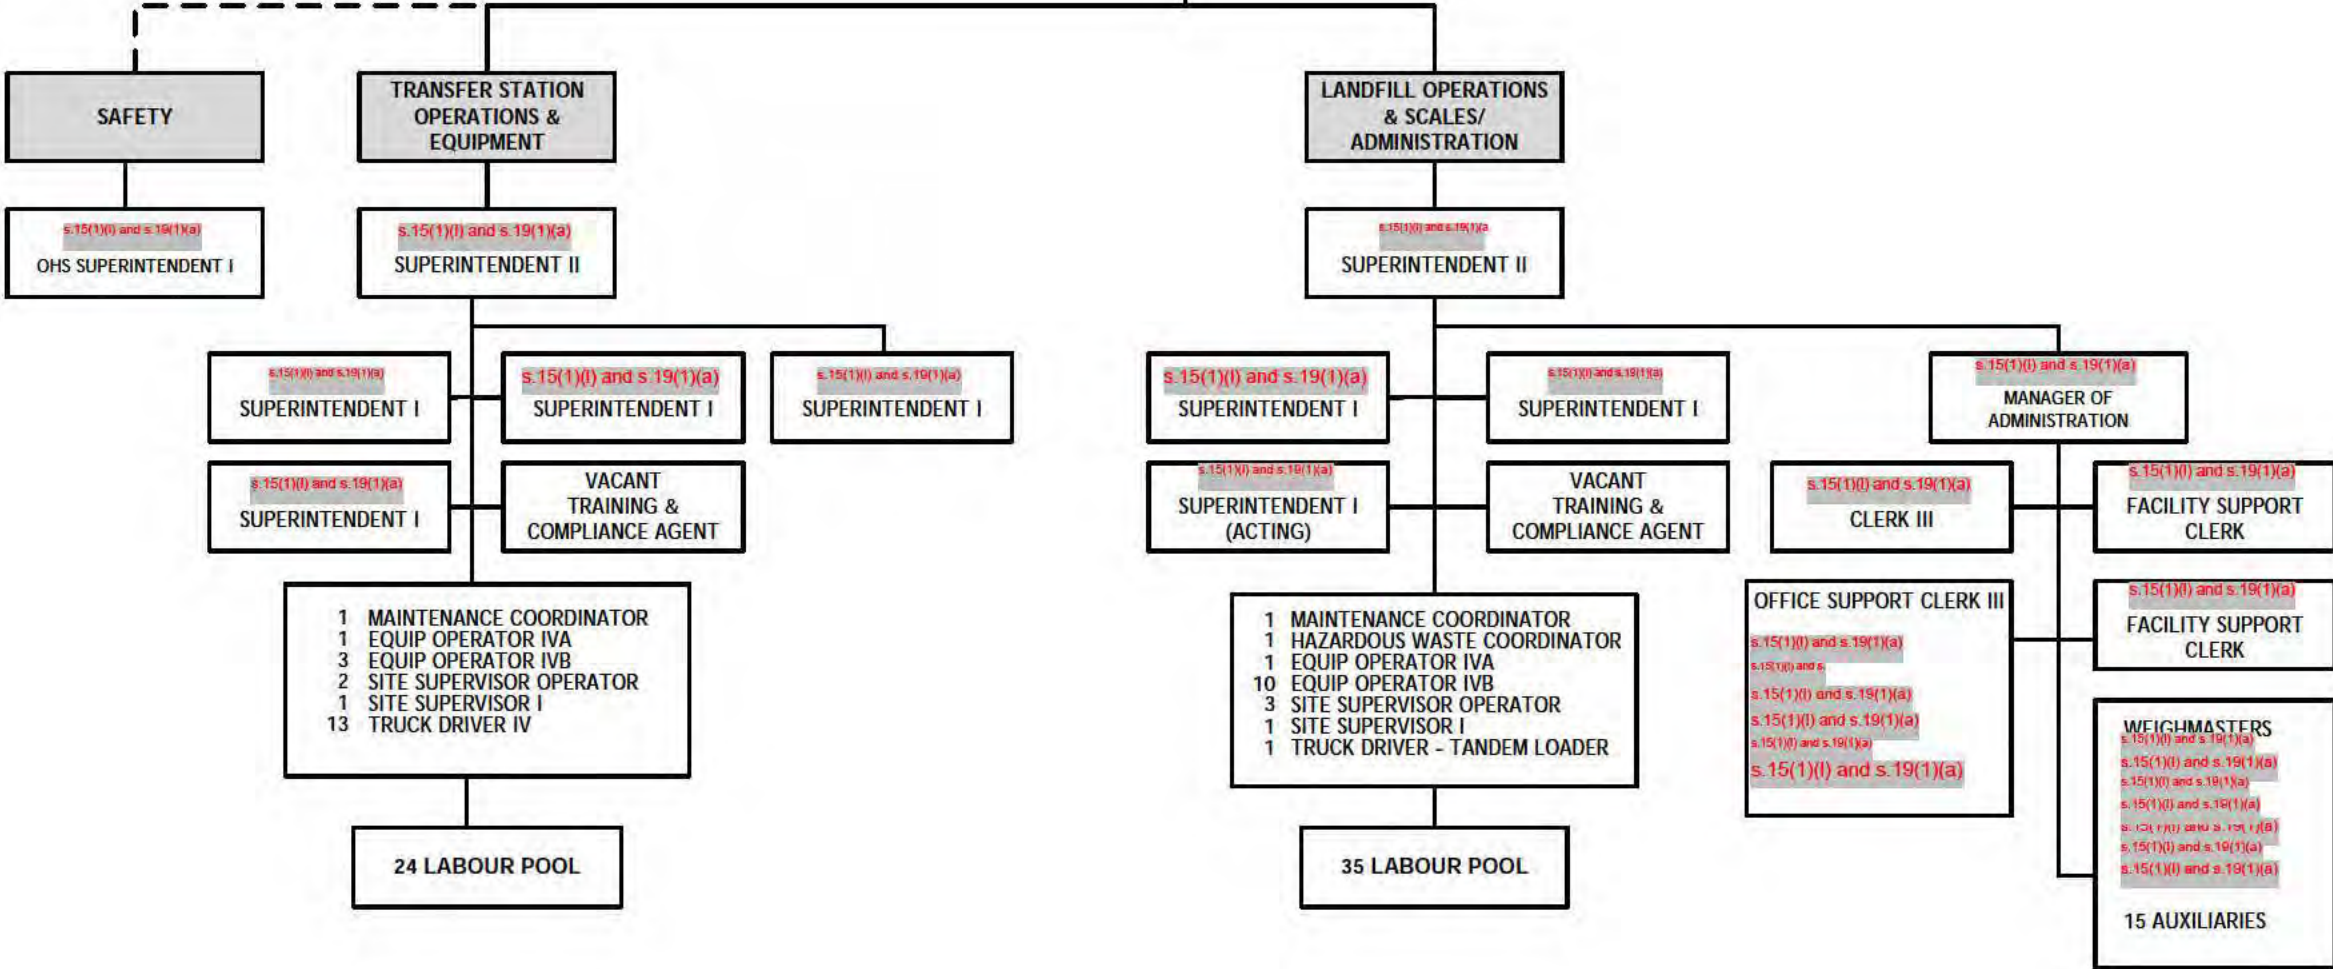 SAFETY
s.15(1)(l) and s.19(1)(a)
OHS SUPERINTENDENT I
TRANSFER STATION
OPERATIONS &
EQUIPMENT
s.15(1)(l) and s.19(1)(a)
SUPERINTENDENT II
s.15(1)(l) and s.19(1)(a)
SUPERINTENDENT I
s.15(1)(l) and s.19(1)(a)
SUPERINTENDENT I
s.15(1)(l) and s.19(1)(a)
SUPERINTENDENT I
s.15(1)(l) and s.19(1)(a)
SUPERINTENDENT I
VACANT
TRAINING &
COMPLIANCE AGENT
1 MAINTENANCE COORDINATOR
1 EQUIP OPERATOR IVA
3 EQUIP OPERATOR IVB
2 SITE SUPERVISOR OPERATOR
1 SITE SUPERVISOR I
13 TRUCK DRIVER IV
24 LABOUR POOL
LANDFILL OPERATIONS
& SCALES/
ADMINISTRATION
s.15(1)(l) and s.19(1)(a
SUPERINTENDENT II
s.15(1)(l) and s.19(1)(a)
SUPERINTENDENT I
s.15(1)(l) and s.19(1)(a)
SUPERINTENDENT I
s.15(1)(l) and s.19(1)(a)
SUPERINTENDENT I
(ACTING)
VACANT
TRAINING &
COMPLIANCE AGENT
1 MAINTENANCE COORDINATOR
1 HAZARDOUS WASTE COORDINATOR
1 EQUIP OPERATOR IVA
10 EQUIP OPERATOR IVB
3 SITE SUPERVISOR OPERATOR
1 SITE SUPERVISOR I
1 TRUCK DRIVER - TANDEM LOADER
35 LABOUR POOL
s.15(1)(l) and s.19(1)(a)
MANAGER OF
ADMINISTRATION
s.15(1)(l) and s.19(1)(a)
CLERK III
s.15(1)(l) and s.19(1)(a)
FACILITY SUPPORT
CLERK
OFFICE SUPPORT CLERK III
s.15(1)(l) and s.19(1)(a)
s.15(1)(l) and s.
s.15(1)(l) and s.19(1)(a)
s.15(1)(l) and s.19(1)(a)
s.15(1)(l) and s.19(1)(a)
s.15(1)(l) and s.19(1)(a)
s.15(1)(l) and s.19(1)(a)
FACILITY SUPPORT
CLERK
WEIGHMASTERS
s.15(1)(l) and s.19(1)(a)
s.15(1)(l) and s.19(1)(a)
s.15(1)(l) and s.19(1)(a)
s.15(1)(l) and s.19(1)(a)
s.15(1)(l) and s.19(1)(a)
s.15(1)(l) and s.19(1)(a)
s.15(1)(l) and s.19(1)(a)
15 AUXILIARIES